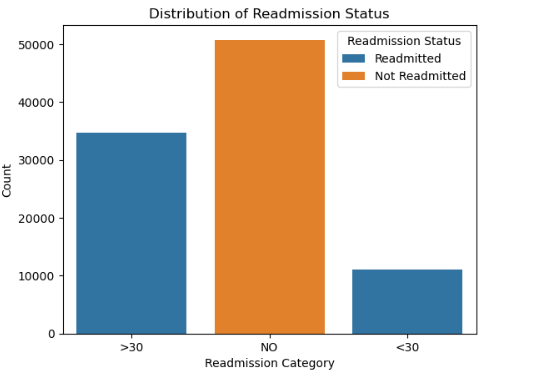 Distribution of Readmission Status
Readmission Status
Readmitted
Not Readmitted
50000
40000
30000
20000
10000
0
Count
>30
NO
<30
Readmission Category